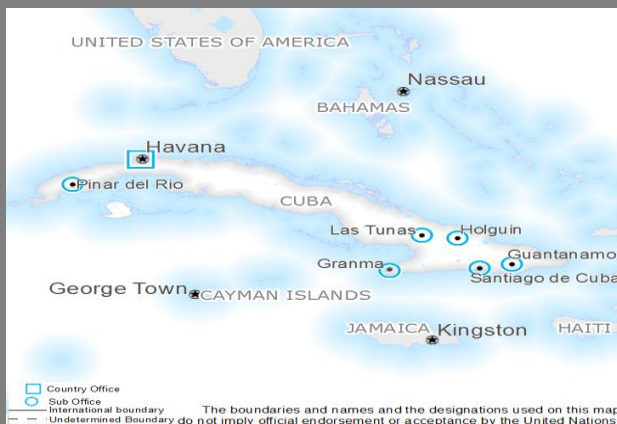 UNITED STATES OF AMERICA
Nassau
BAHAMAS
Havana
Pinar del Rio
CUBA
Las Tunas
Holguin
Granma
Guantanamo
Santiago de Cuba
George Town
CAYMAN ISLANDS
JAMAICA
Kingston
HAITI
Country Office
Sub Office
International boundary
Undetermined Boundary
The boundaries and names and the designations used on this map
do not imply official endorsement or acceptance by the United Nations